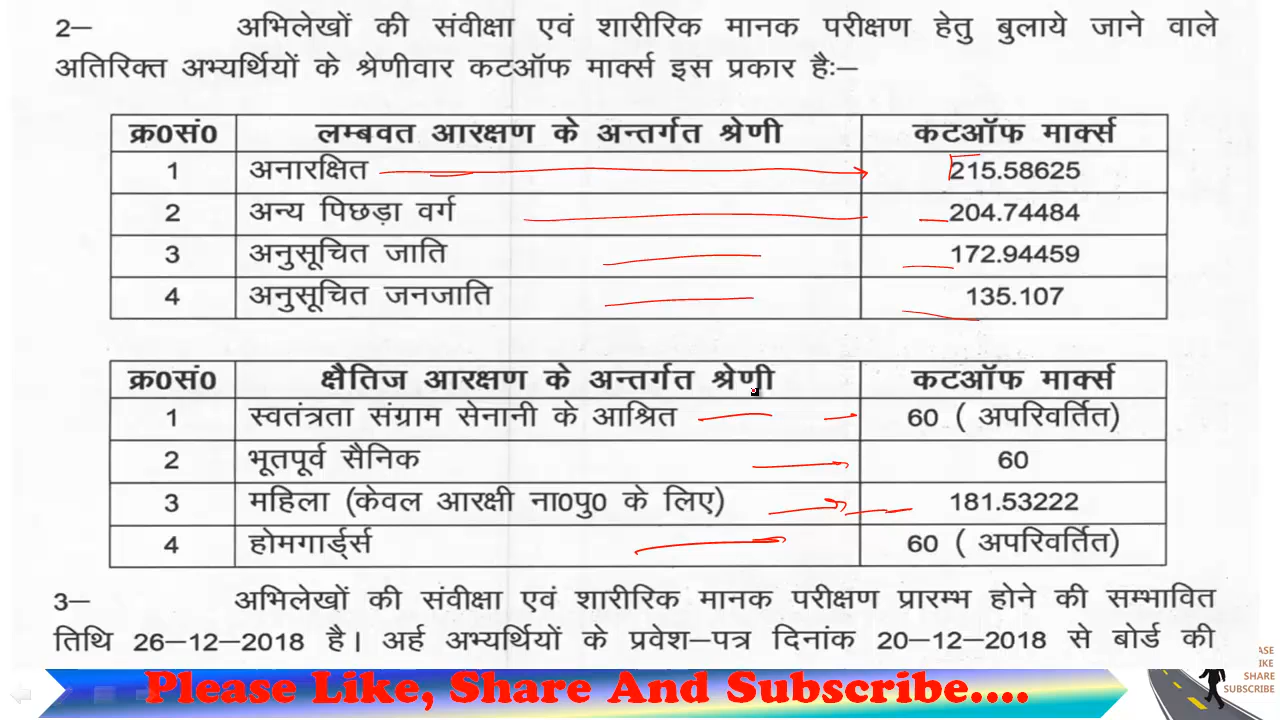 2– अभिलेखों की संवीक्षा एवं शारीरिक मानक परीक्षण हेतु बुलाये जाने वाले
अतिरिक्त अभ्यर्थियों के श्रेणीवार कटऑफ मार्क्स इस प्रकार हैः–
क्र0सं0 लम्बवत आरक्षण के अन्तर्गत श्रेणी कटऑफ मार्क्स
1 अनारक्षित 215.58625
2 अन्य पिछड़ा वर्ग 204.74484
3 अनुसूचित जाति 172.94459
4 अनुसूचित जनजाति 135.107
क्र0सं0 क्षैतिज आरक्षण के अन्तर्गत श्रेणी कटऑफ मार्क्स
1 स्वतंत्रता संग्राम सेनानी के आश्रित 60 ( अपरिवर्तित)
2 भूतपूर्व सैनिक 60
3 महिला (केवल आरक्षी ना0पु0 के लिए) 181.53222
4 होमगार्ड्स 60 ( अपरिवर्तित)
3– अभिलेखों की संवीक्षा एवं शारीरिक मानक परीक्षण प्रारम्भ होने की सम्भावित
तिथि 26–12–2018 है। अर्ह अभ्यर्थियों के प्रवेश–पत्र दिनांक 20–12–2018 से बोर्ड की
Please Like, Share And Subscribe....
EASE
LIKE
SHARE
SUBSCRIBE